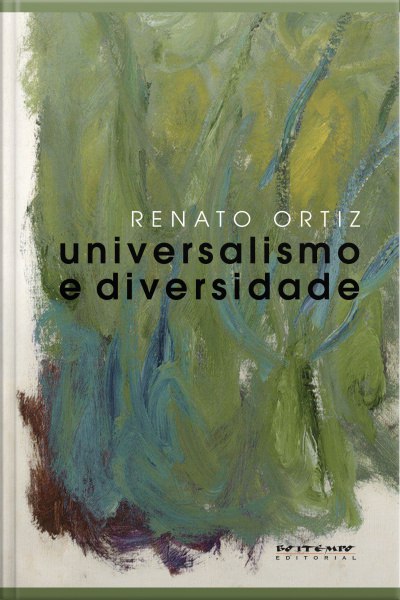 RENATO ORTIZ
universalismo
e diversidade
BOITEMPO
EDITORIAL